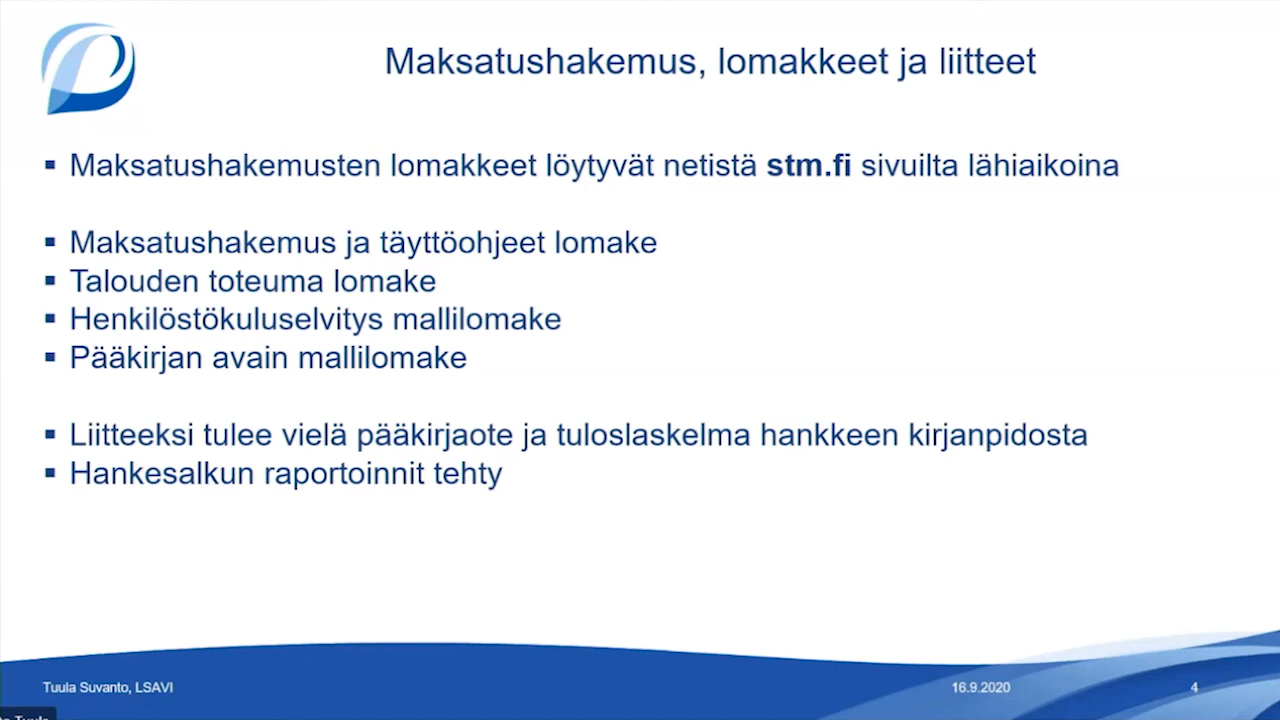 Maksatushakemus, lomakkeet ja liitteet
▪ Maksatushakemusten lomakkeet löytyvät netistä stm.fi sivuilta lähiaikoina
▪ Maksatushakemus ja täyttöohjeet lomake
▪ Talouden toteuma lomake
▪ Henkilöstökuluselvitys mallilomake
▪ Pääkirjan avain mallilomake
▪ Liitteeksi tulee vielä pääkirjaote ja tuloslaskelma hankkeen kirjanpidosta
▪ Hankesalkun raportoinnit tehty
Tuula Suvanto, LSAVI 16.9.2020 4